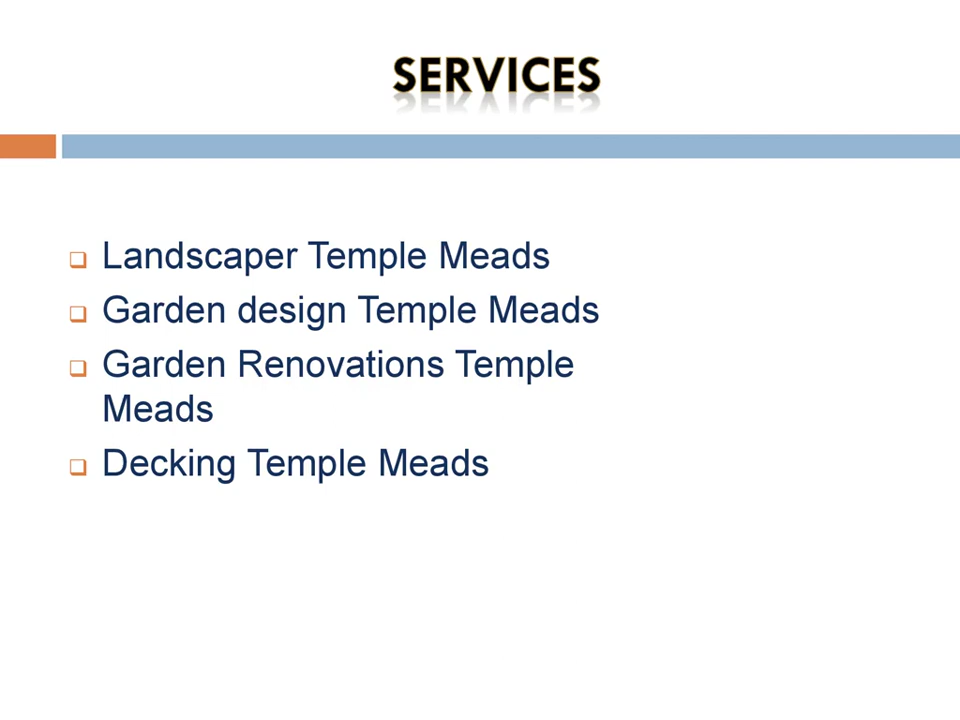 SERVICES
Landscaper Temple Meads
Garden design Temple Meads
Garden Renovations Temple
Meads
Decking Temple Meads